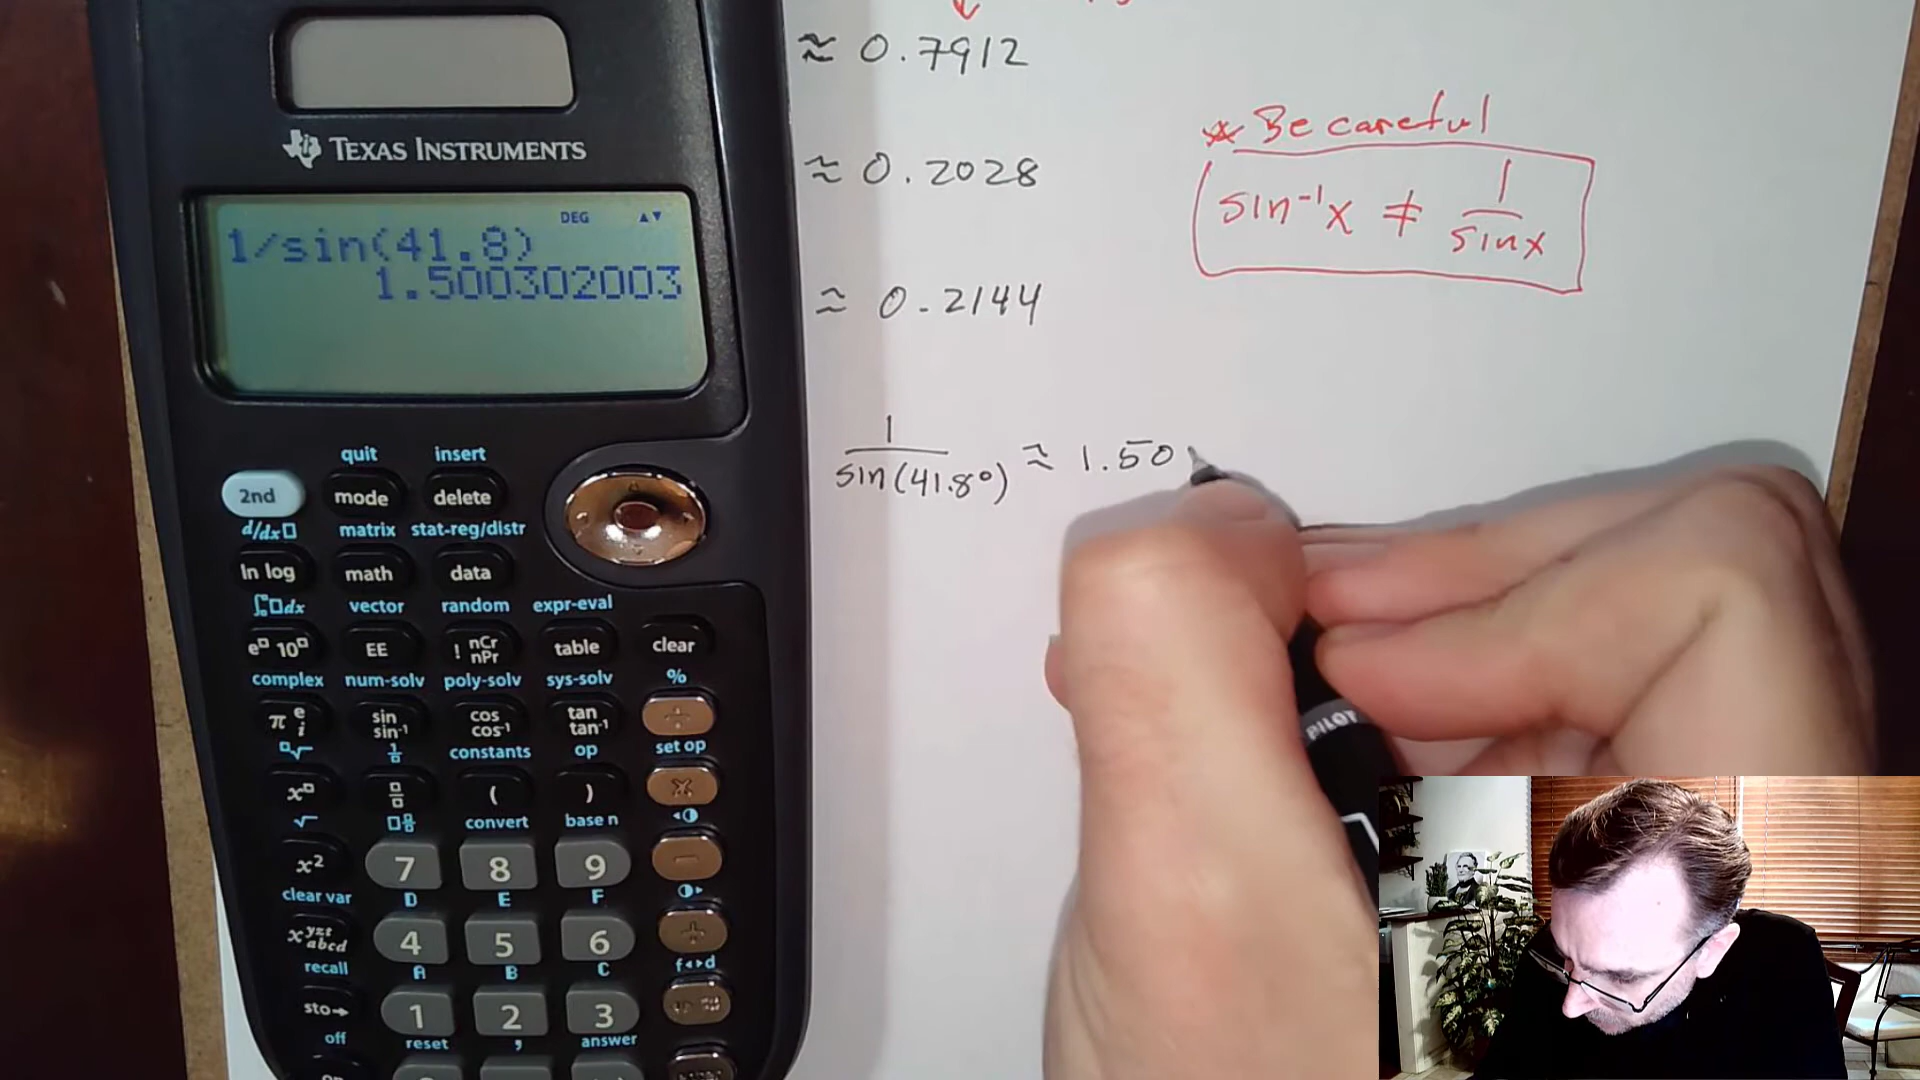 TEXAS INSTRUMENTS
DEG
1/sin(41.8)
1.500302003
quit insert
2nd mode delete
d/dx□ matrix stat-reg/distr
ln log math data
∫□dx vector random expr-eval
e^□ 10^□ EE ! nCr nPr table clear
complex num-solv poly-solv sys-solv %
π e i sin sin⁻¹ cos cos⁻¹ tan tan⁻¹ ÷
□√ constants op set op
x^□ □/□ ( ) ×
√ convert base n
x² 7 8 9 −
clear var D E F
x yzt abcd 4 5 6 +
recall A B C f◂▸d
sto→ 1 2 3
off reset , answer
on
≈ 0.7912
≈ 0.2028
≈ 0.2144
1/sin(41.8°) ≈ 1.50
* Be careful
sin⁻¹x ≠ 1/sinx
PILOT